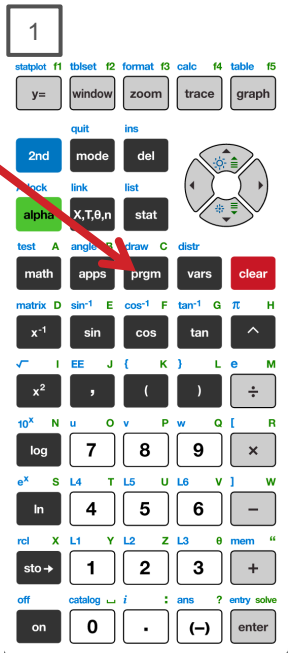 1
statplot f1 tblset f2 format f3 calc f4 table f5
y= window zoom trace graph
quit ins
2nd mode del
A-lock link list
alpha X,T,θ,n stat
test A angle B draw C distr
math apps prgm vars clear
matrix D sin⁻¹ E cos⁻¹ F tan⁻¹ G π H
x⁻¹ sin cos tan ^
√‾ I EE J { K } L e M
x² , ( ) ÷
10ˣ N u O v P w Q [ R
log 7 8 9 ×
eˣ S L4 T L5 U L6 V ] W
ln 4 5 6 −
rcl X L1 Y L2 Z L3 θ mem “
sto→ 1 2 3 +
off catalog ⎵ i : ans ? entry solve
on 0 . (−) enter